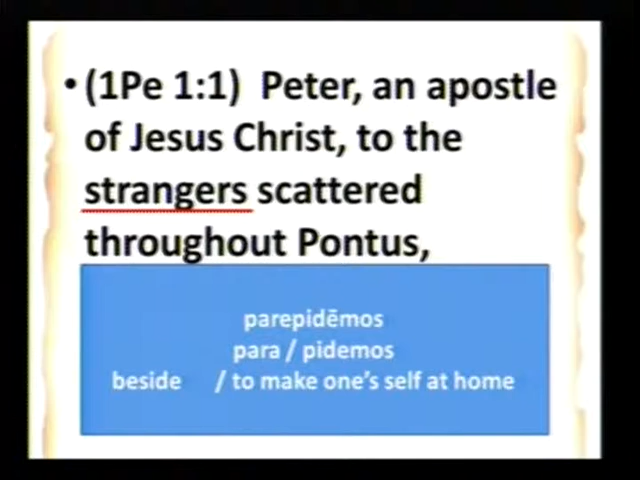 • (1Pe 1:1) Peter, an apostle
of Jesus Christ, to the
strangers scattered
throughout Pontus,
parepidēmos
para / pidemos
beside / to make one's self at home